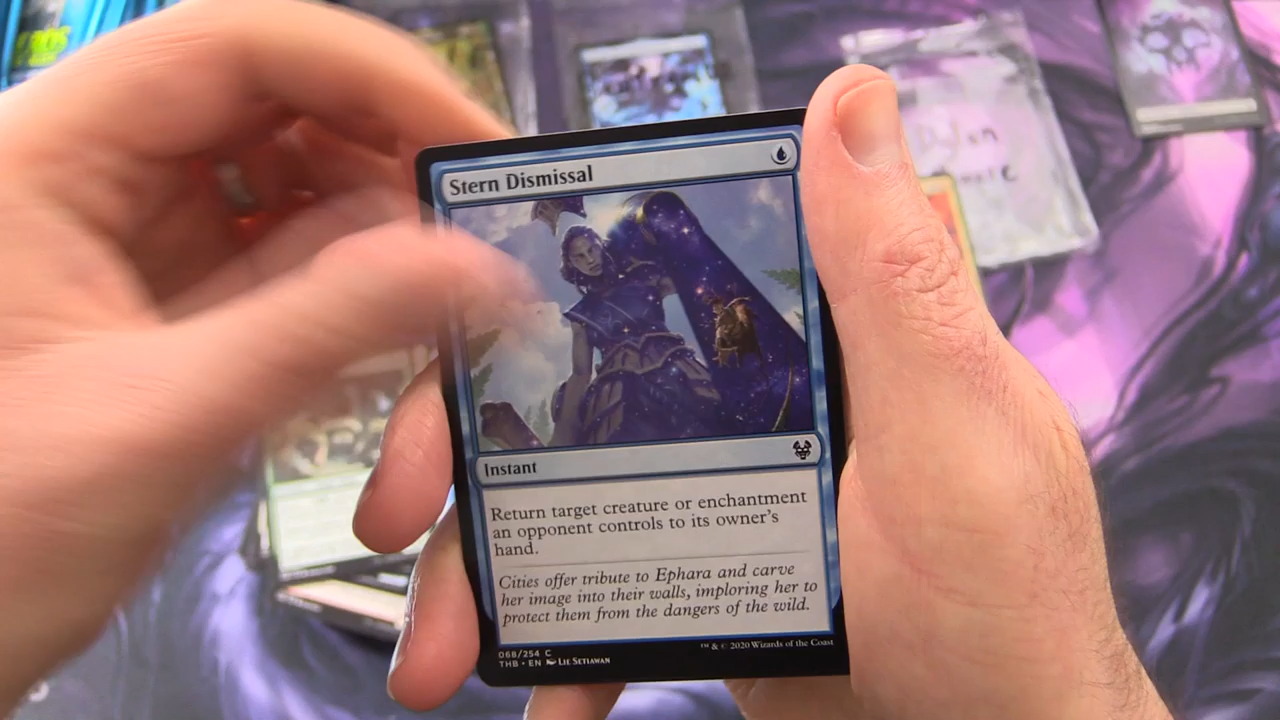 Stern Dismissal
Instant
Return target creature or enchantment
an opponent controls to its owner's
hand.
Cities offer tribute to Ephara and carve
her image into their walls, imploring her to
protect them from the dangers of the wild.
068/254 C
THB • EN Lie Setiawan
™ & © 2020 Wizards of the Coast